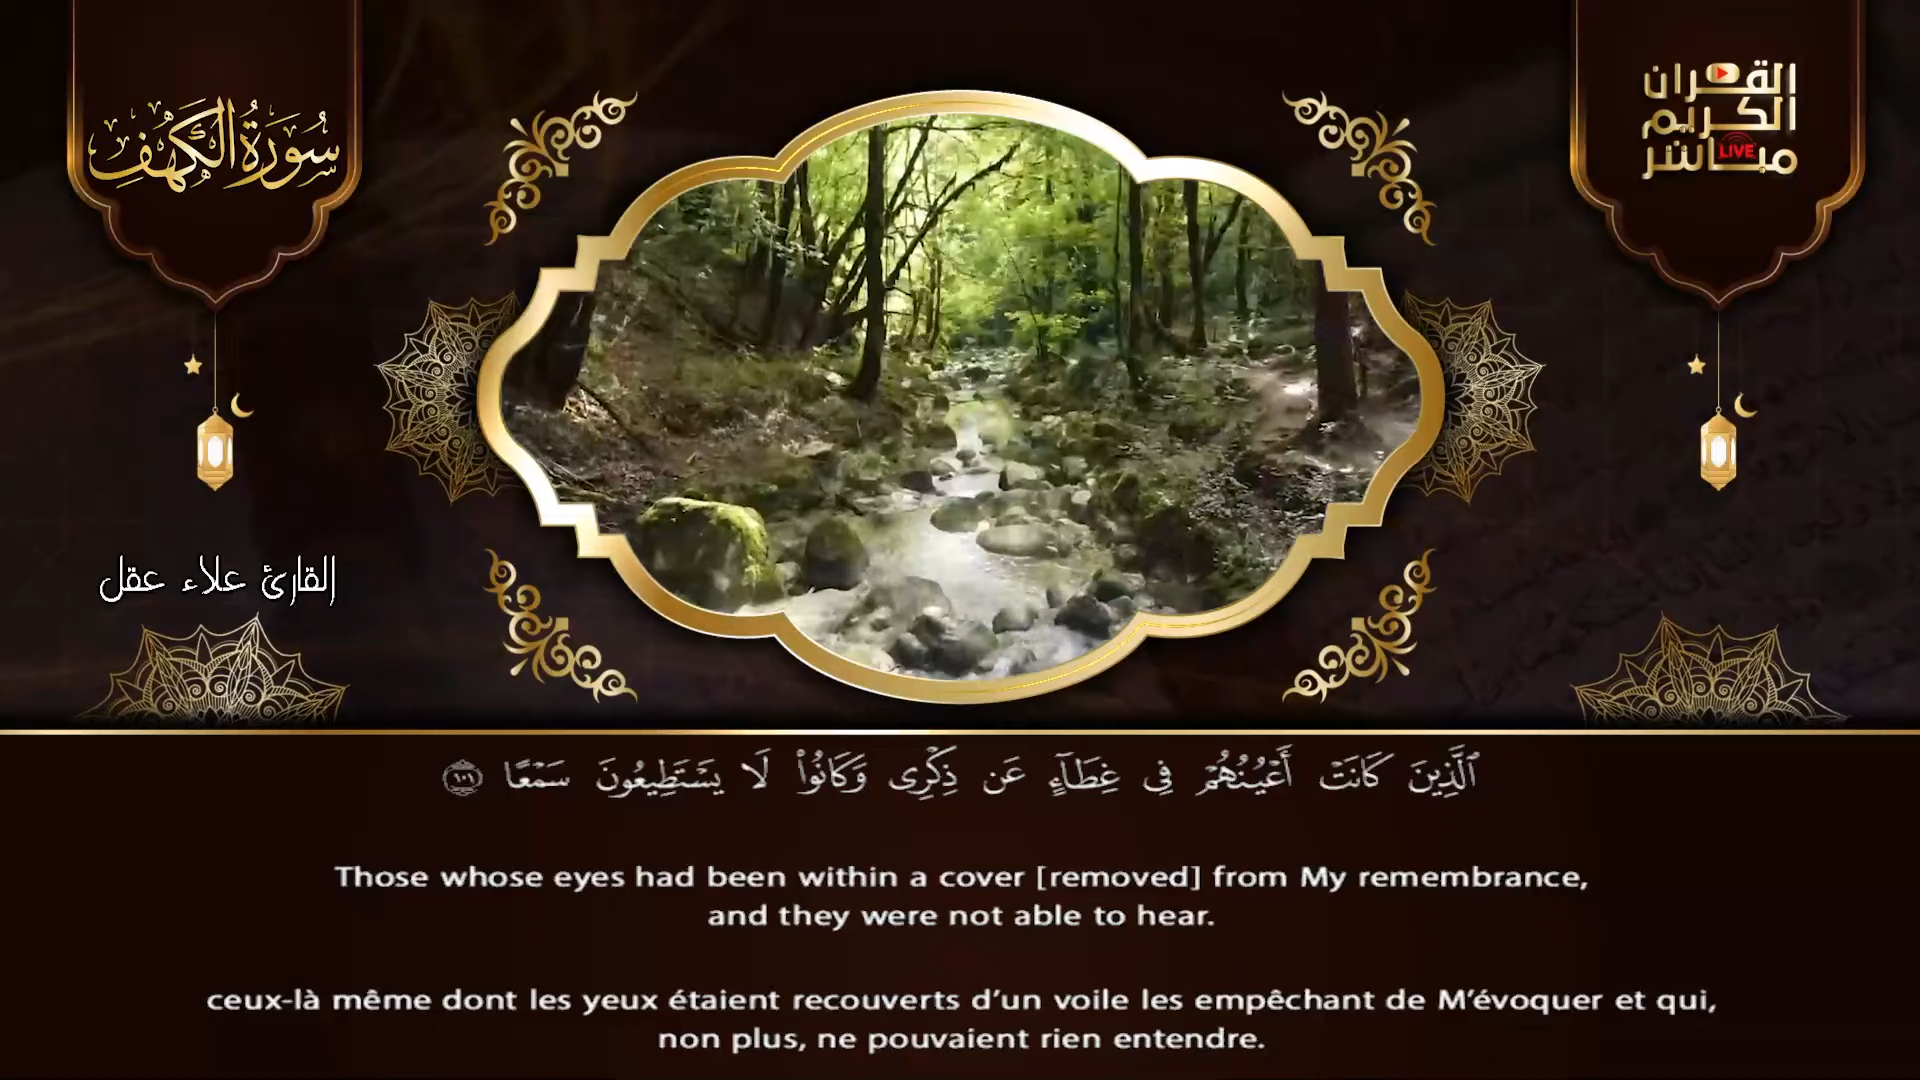 سُورَةُ الكَهْفِ
القرآن
الكريم
مباشر
LIVE
القارئ علاء عقل
ٱلَّذِينَ كَانَتْ أَعْيُنُهُمْ فِى غِطَآءٍ عَن ذِكْرِى وَكَانُوا۟ لَا يَسْتَطِيعُونَ سَمْعًا ١٠١
Those whose eyes had been within a cover [removed] from My remembrance,
and they were not able to hear.
ceux-là même dont les yeux étaient recouverts d’un voile les empêchant de M’évoquer et qui,
non plus, ne pouvaient rien entendre.